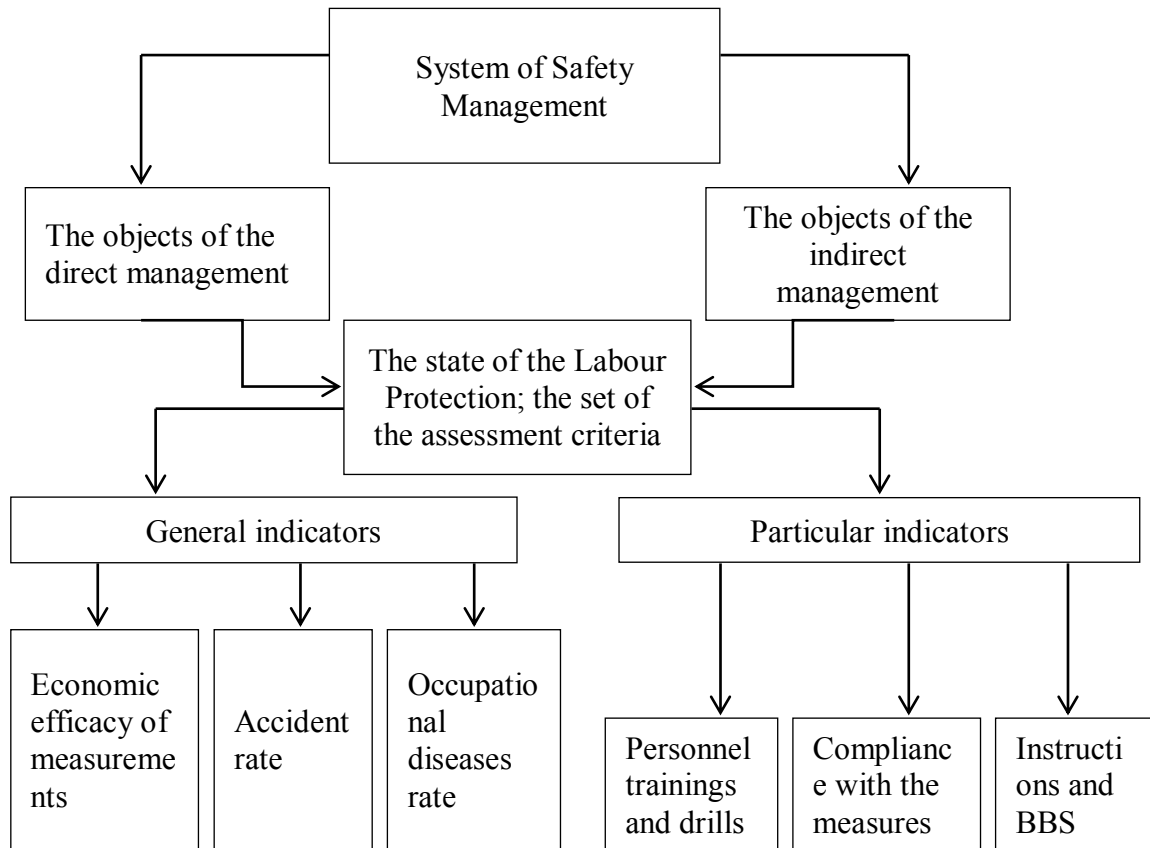 System of Safety
Management
The objects of the
direct management
The objects of the
indirect
management
The state of the Labour
Protection; the set of
the assessment criteria
General indicators
Particular indicators
Economic
efficacy of
measureme
nts
Accident
rate
Occupatio
nal
diseases
rate
Personnel
trainings
and drills
Complianc
e with the
measures
Instructi
ons and
BBS